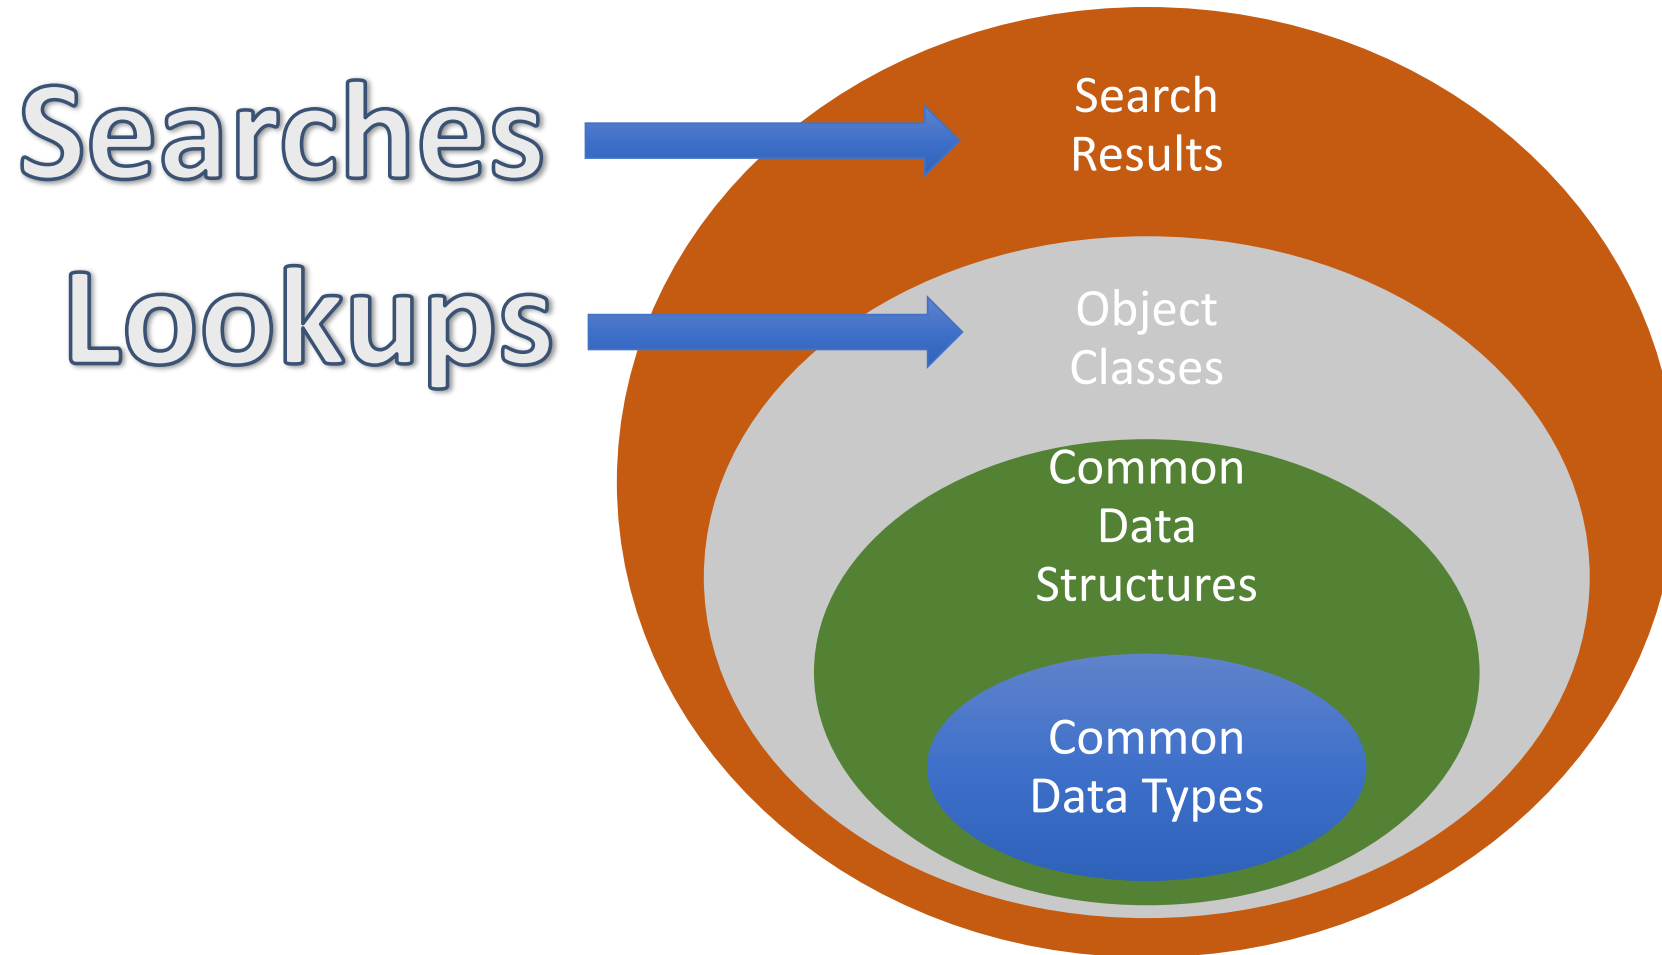 Searches
Search
Results
Lookups
Object
Classes
Common
Data
Structures
Common
Data Types